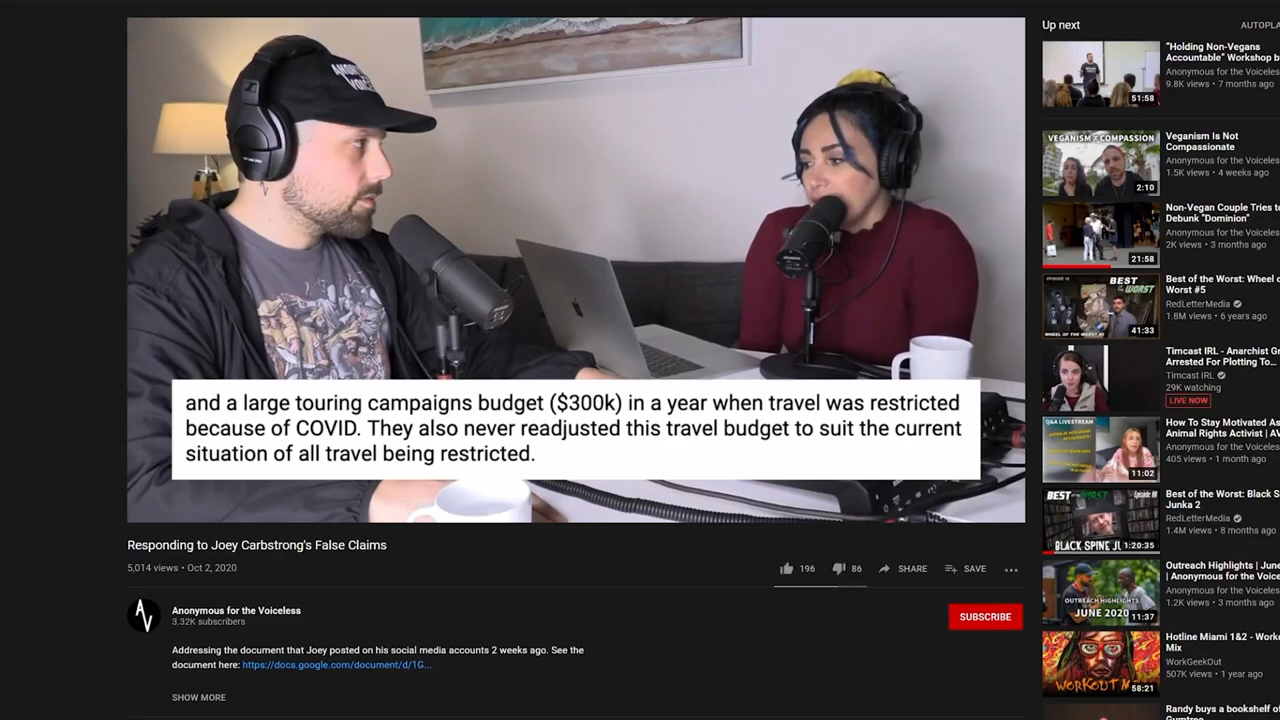 and a large touring campaigns budget ($300k) in a year when travel was restricted
because of COVID. They also never readjusted this travel budget to suit the current
situation of all travel being restricted.
Responding to Joey Carbstrong's False Claims
5,014 views • Oct 2, 2020
196
86
SHARE
SAVE
Anonymous for the Voiceless
3.32K subscribers
SUBSCRIBE
Addressing the document that Joey posted on his social media accounts 2 weeks ago. See the
document here: https://docs.google.com/document/d/1G...
SHOW MORE
Up next
AUTOPLA
51:58
"Holding Non-Vegans
Accountable" Workshop b
Anonymous for the Voiceles
9.8K views • 7 months ago
VEGANISM ≠ COMPASSION
2:10
Veganism Is Not
Compassionate
Anonymous for the Voiceles
1.5K views • 4 weeks ago
21:58
Non-Vegan Couple Tries to
Debunk "Dominion"
Anonymous for the Voiceles
2K views • 3 months ago
BEST
WORST
41:33
Best of the Worst: Wheel o
Worst #5
RedLetterMedia
1.8M views • 6 years ago
Timcast IRL - Anarchist Gr
Arrested For Plotting To...
Timcast IRL
29K watching
LIVE NOW
Q&A LIVESTREAM
11:02
How To Stay Motivated As
Animal Rights Activist | AV
Anonymous for the Voiceles
405 views • 1 month ago
BEST
WORST
Episode 88
BLACK SPINE JU
1:20:35
Best of the Worst: Black S
Junka 2
RedLetterMedia
1.4M views • 8 months ago
OUTREACH HIGHLIGHTS
JUNE 2020
11:37
Outreach Highlights | June
| Anonymous for the Voice
Anonymous for the Voiceles
1.2K views • 3 months ago
WORKOUT M
58:21
Hotline Miami 1&2 - Worko
Mix
WorkGeekOut
507K views • 1 year ago
Randy buys a bookshelf of